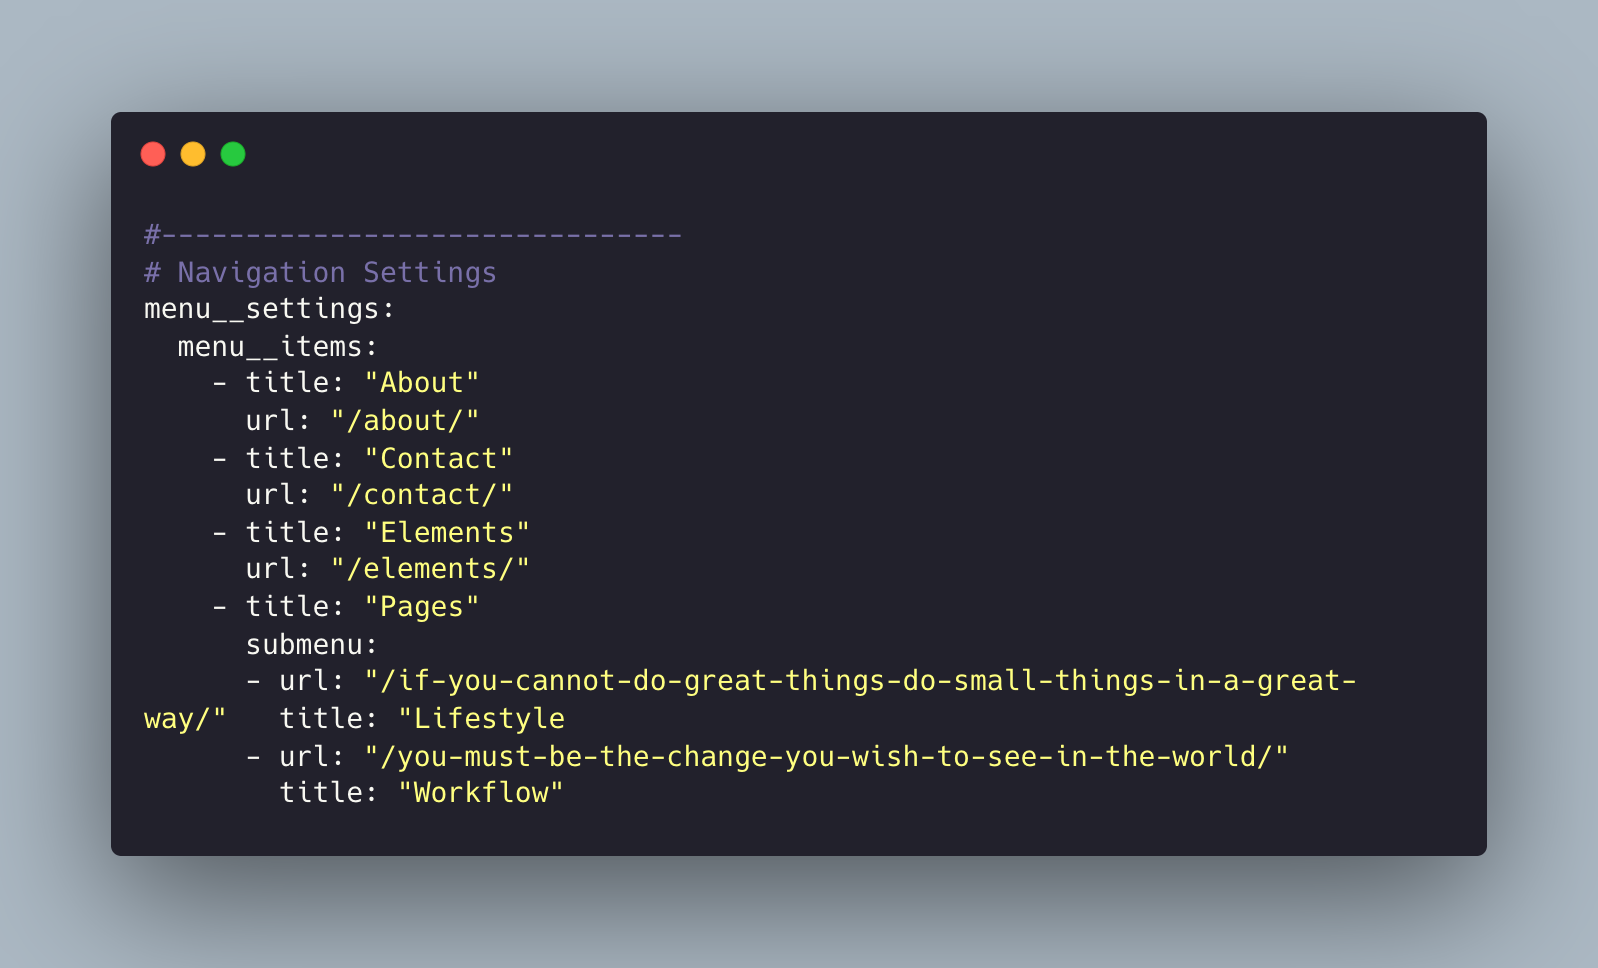 #-------------------------------
# Navigation Settings
menu__settings:
  menu__items:
    - title: "About"
      url: "/about/"
    - title: "Contact"
      url: "/contact/"
    - title: "Elements"
      url: "/elements/"
    - title: "Pages"
      submenu:
      - url: "/if-you-cannot-do-great-things-do-small-things-in-a-great-
way/"   title: "Lifestyle
      - url: "/you-must-be-the-change-you-wish-to-see-in-the-world/"
        title: "Workflow"